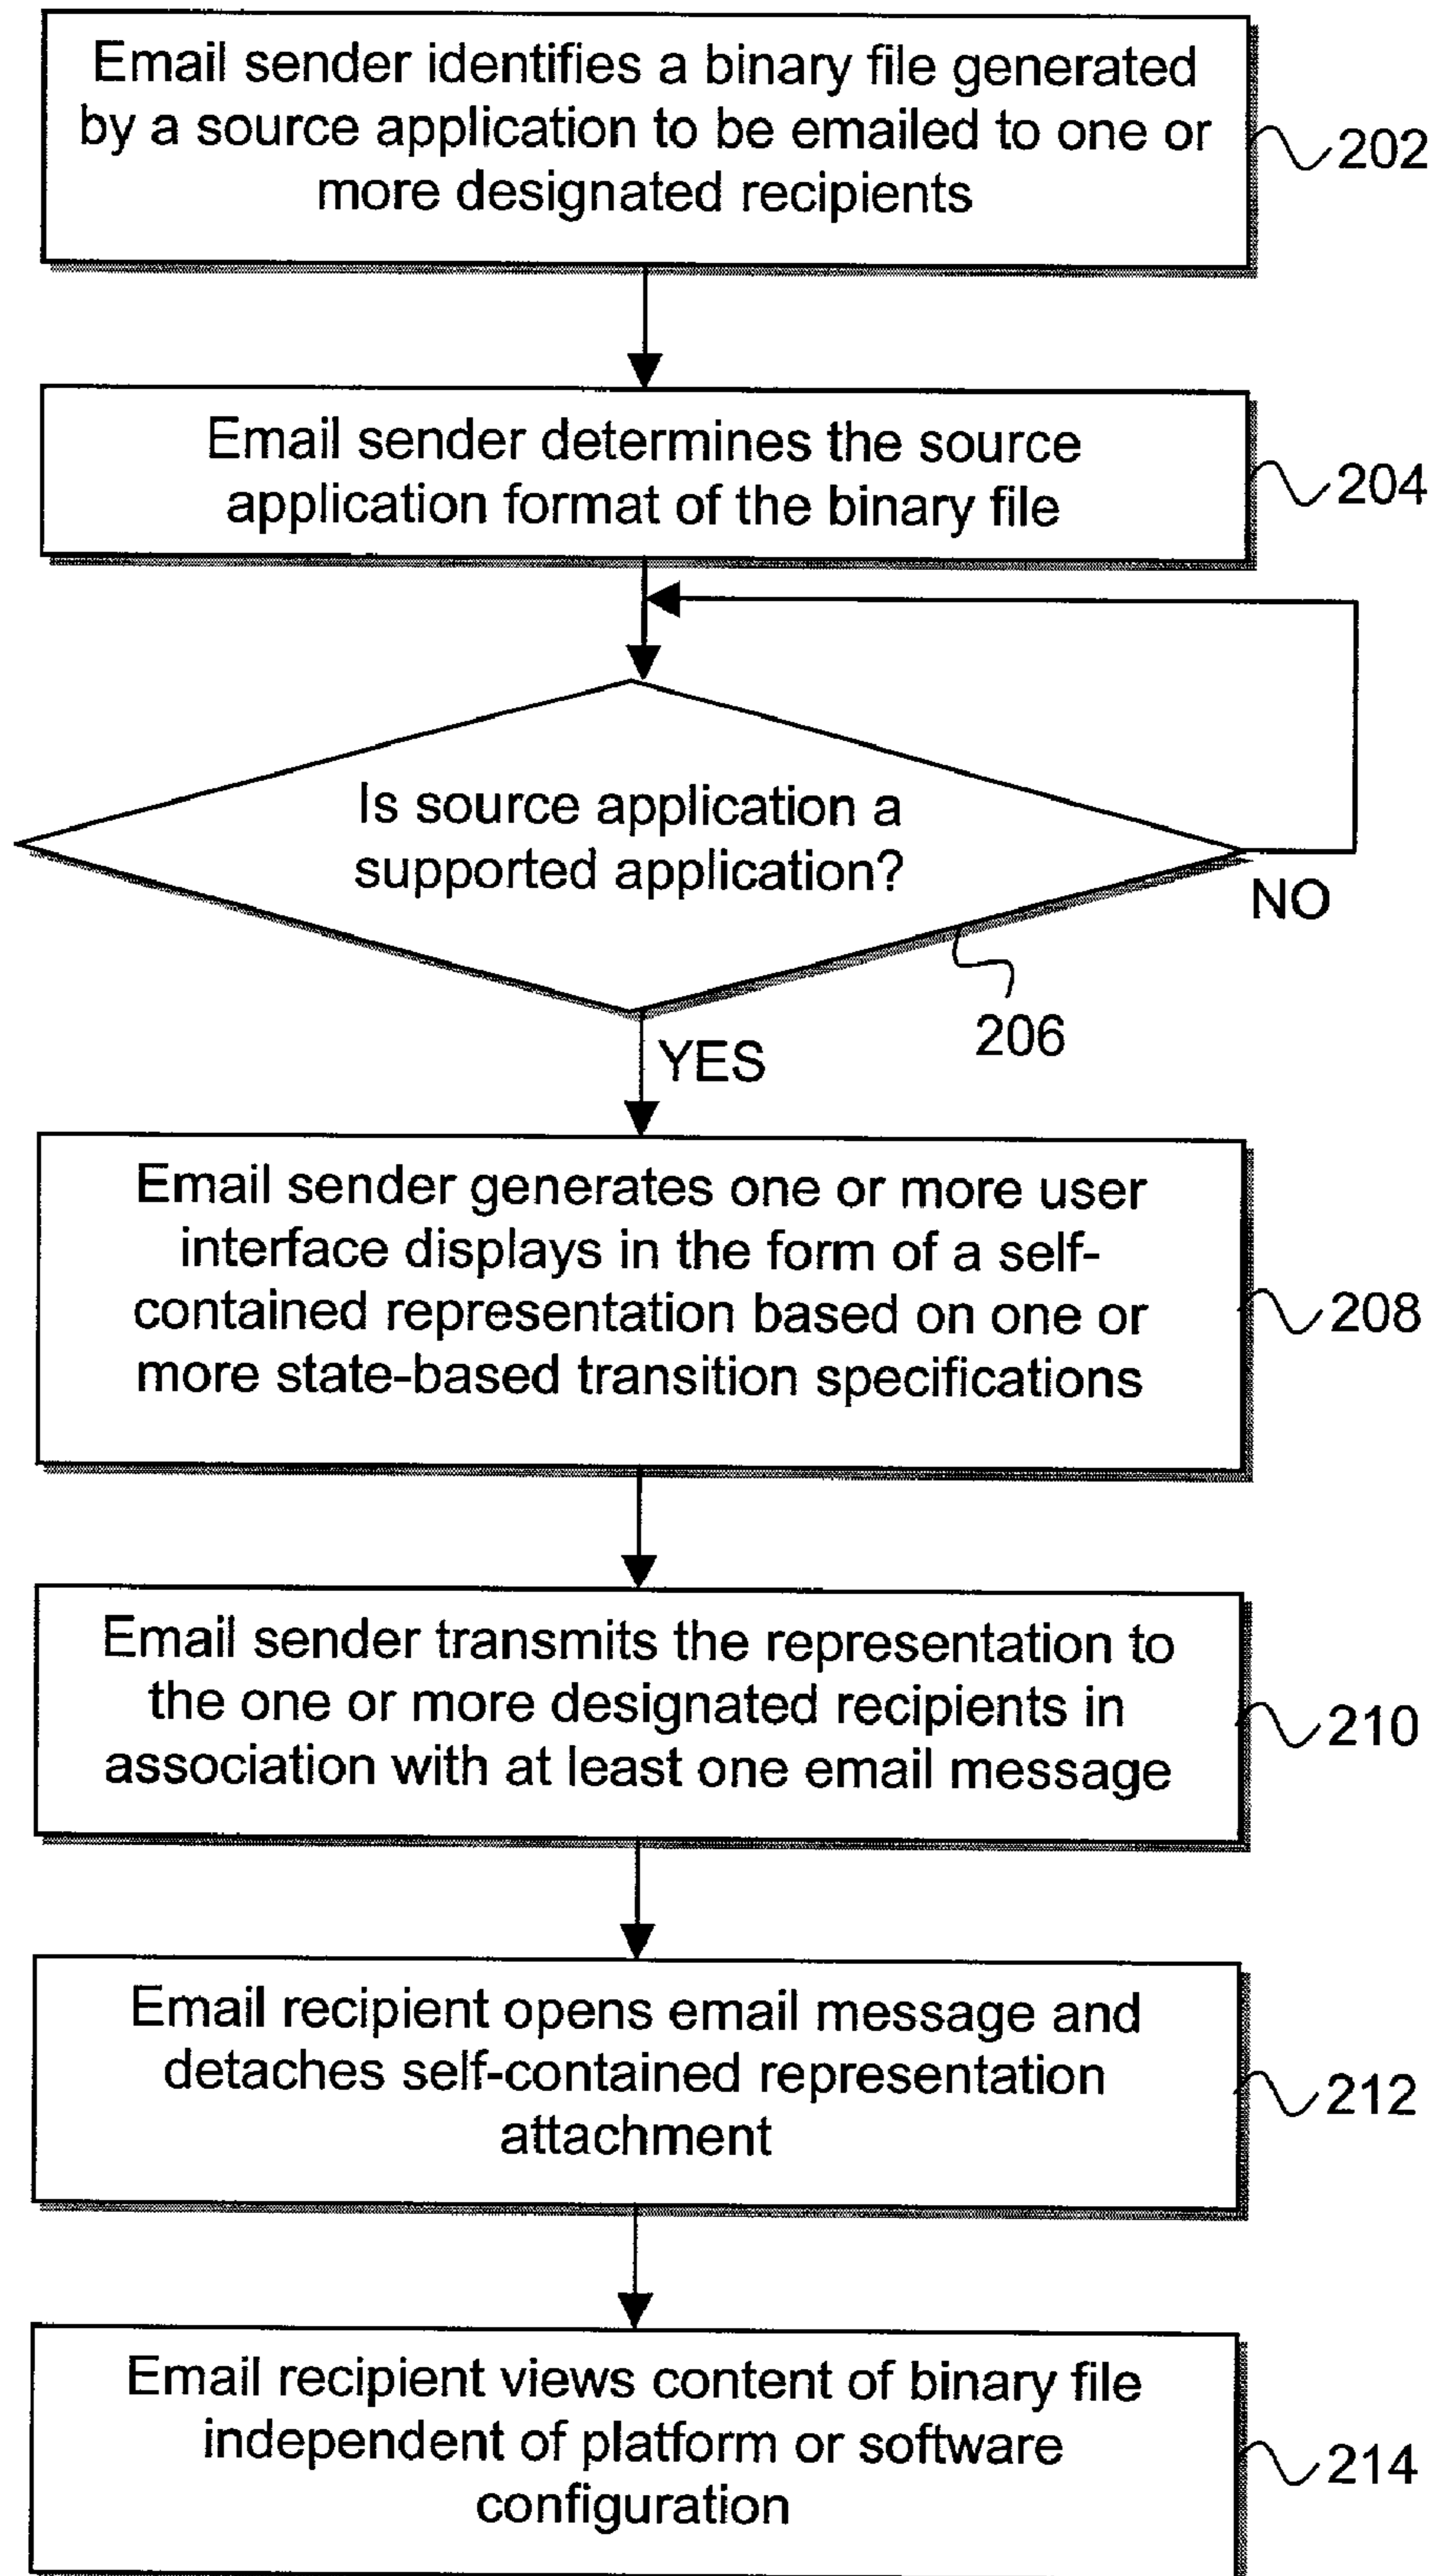 Email sender identifies a binary file generated
by a source application to be emailed to one or
more designated recipients
202
Email sender determines the source
application format of the binary file
204
Is source application a
supported application?
NO
206
YES
Email sender generates one or more user
interface displays in the form of a self-
contained representation based on one or
more state-based transition specifications
208
Email sender transmits the representation to
the one or more designated recipients in
association with at least one email message
210
Email recipient opens email message and
detaches self-contained representation
attachment
212
Email recipient views content of binary file
independent of platform or software
configuration
214